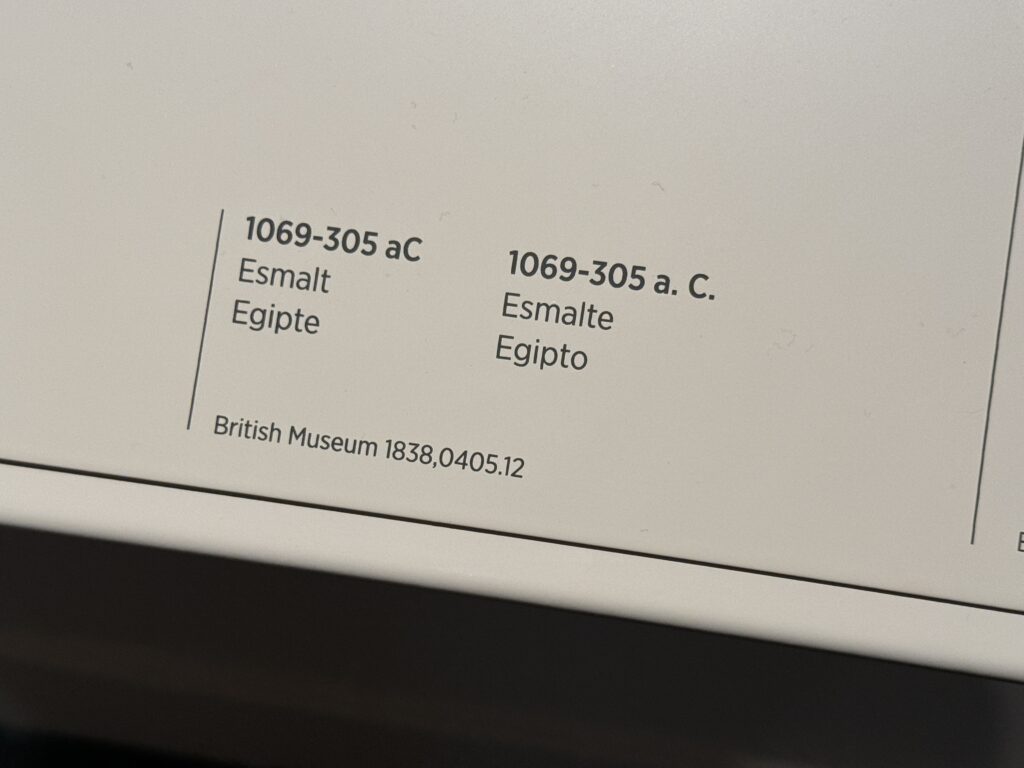 1069-305 aC
Esmalt
Egipte
1069-305 a. C.
Esmalte
Egipto
British Museum 1838,0405.12